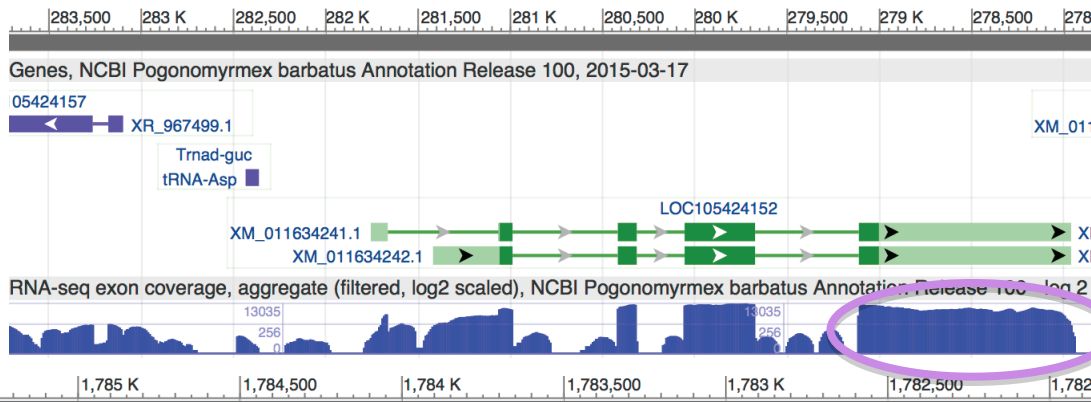 283,500 283 K 282,500 282 K 281,500 281 K 280,500 280 K 279,500 279 K 278,500 278
Genes, NCBI Pogonomyrmex barbatus Annotation Release 100, 2015-03-17
05424157
XR_967499.1 XM_011
Trnad-guc
tRNA-Asp
LOC105424152
XM_011634241.1
XM_011634242.1
RNA-seq exon coverage, aggregate (filtered, log2 scaled), NCBI Pogonomyrmex barbatus Annotation Release 100 - log 2
13035 13035
256 256
0 0
1,785 K 1,784,500 1,784 K 1,783,500 1,783 K 1,782,500 1,782